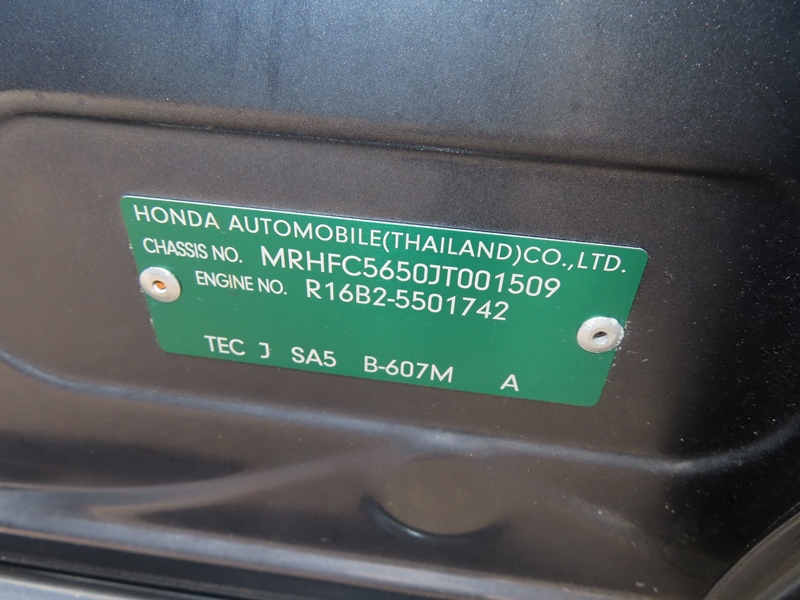 HONDA AUTOMOBILE(THAILAND)CO.,LTD.
CHASSIS NO. MRHFC5650JT001509
ENGINE NO. R16B2-5501742
TEC J SA5 B-607M A